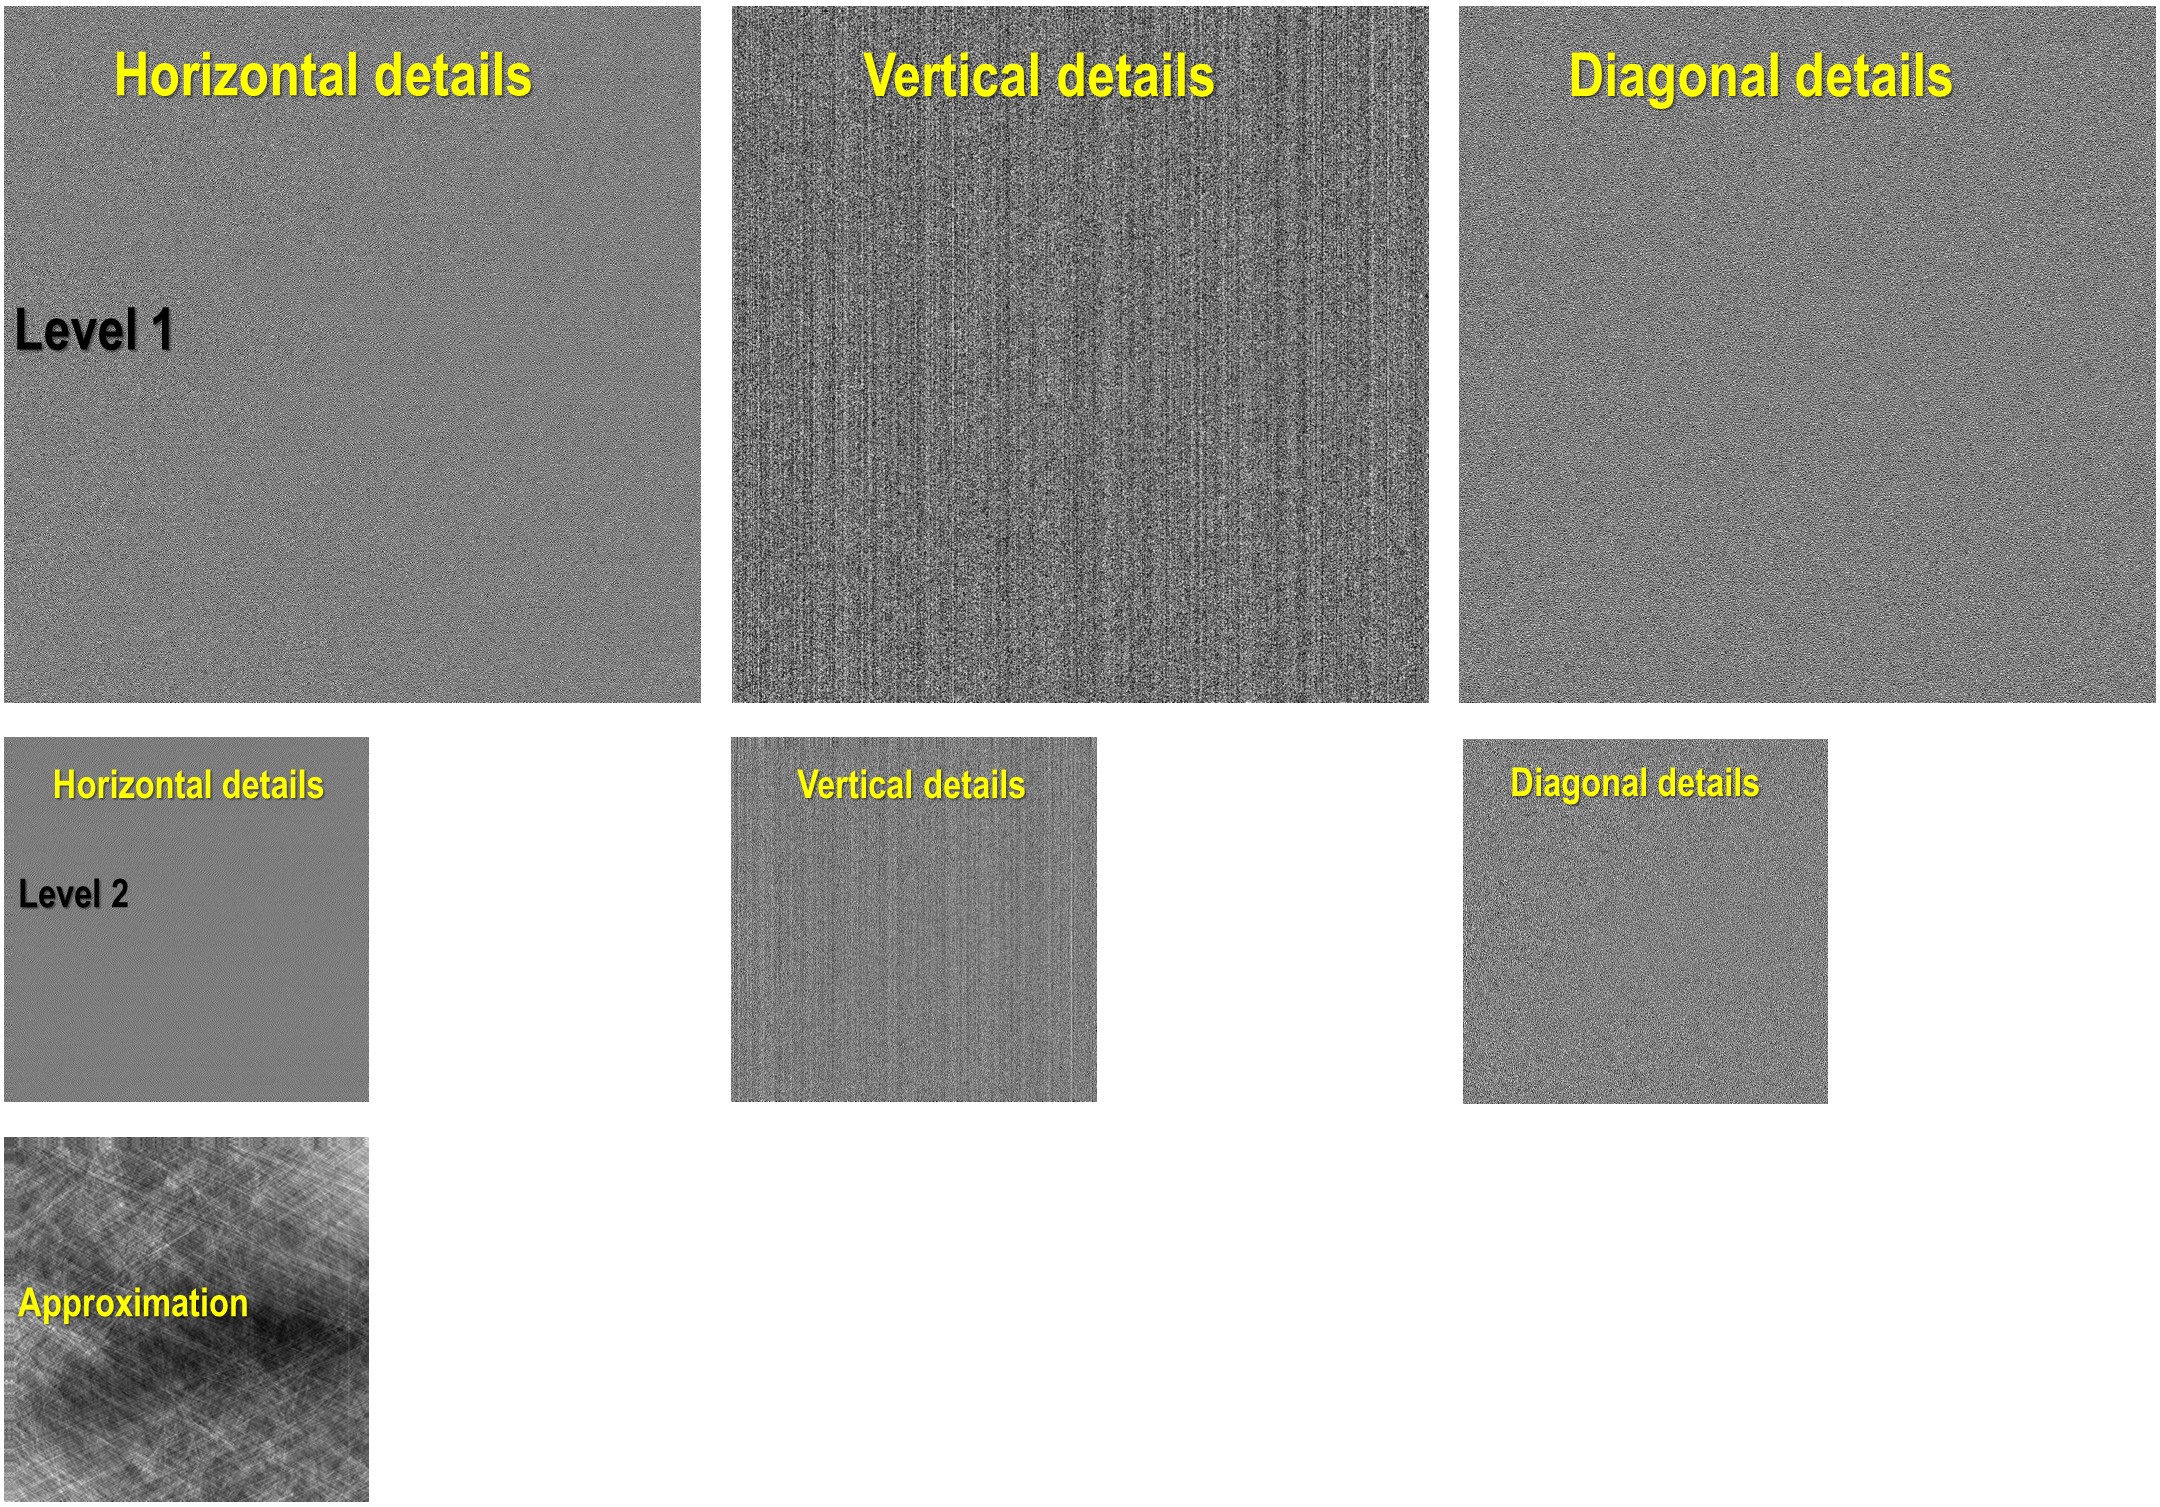 Horizontal details
Vertical details
Diagonal details
Level 1
Horizontal details
Vertical details
Diagonal details
Level 2
Approximation